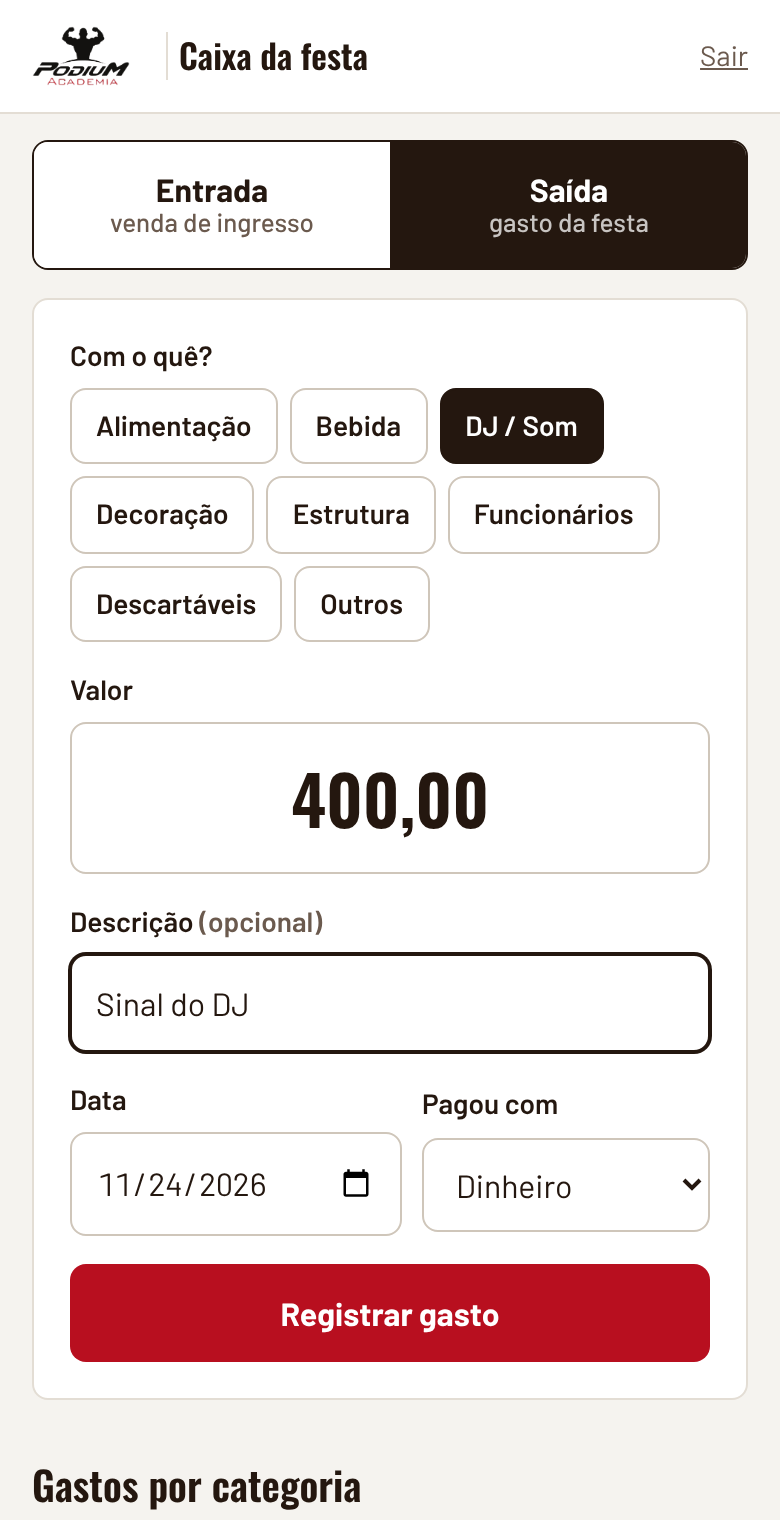 PODIUM
ACADEMIA
Caixa da festa
Sair
Entrada
venda de ingresso
Saída
gasto da festa
Com o quê?
Alimentação
Bebida
DJ / Som
Decoração
Estrutura
Funcionários
Descartáveis
Outros
Valor
400,00
Descrição (opcional)
Sinal do DJ
Data
Pagou com
11/24/2026
Dinheiro
Registrar gasto
Gastos por categoria